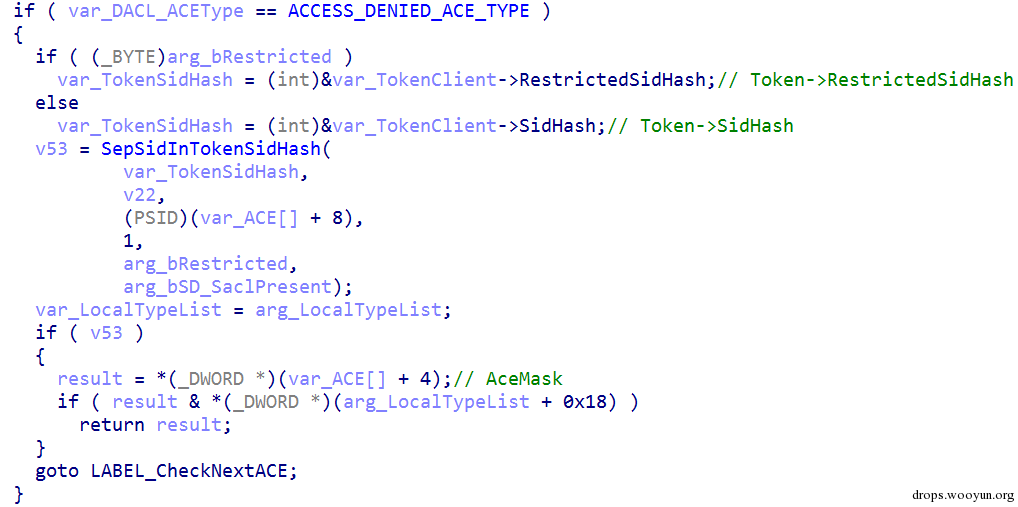 if ( var_DACL_ACEType == ACCESS_DENIED_ACE_TYPE )
{
  if ( (_BYTE)arg_bRestricted )
    var_TokenSidHash = (int)&var_TokenClient->RestrictedSidHash;// Token->RestrictedSidHash
  else
    var_TokenSidHash = (int)&var_TokenClient->SidHash;// Token->SidHash
  v53 = SepSidInTokenSidHash(
          var_TokenSidHash,
          v22,
          (PSID)(var_ACE[] + 8),
          1,
          arg_bRestricted,
          arg_bSD_SaclPresent);
  var_LocalTypeList = arg_LocalTypeList;
  if ( v53 )
  {
    result = *(_DWORD *)(var_ACE[] + 4);// AceMask
    if ( result & *(_DWORD *)(arg_LocalTypeList + 0x18) )
      return result;
  }
  goto LABEL_CheckNextACE;
}
drops.wooyun.org